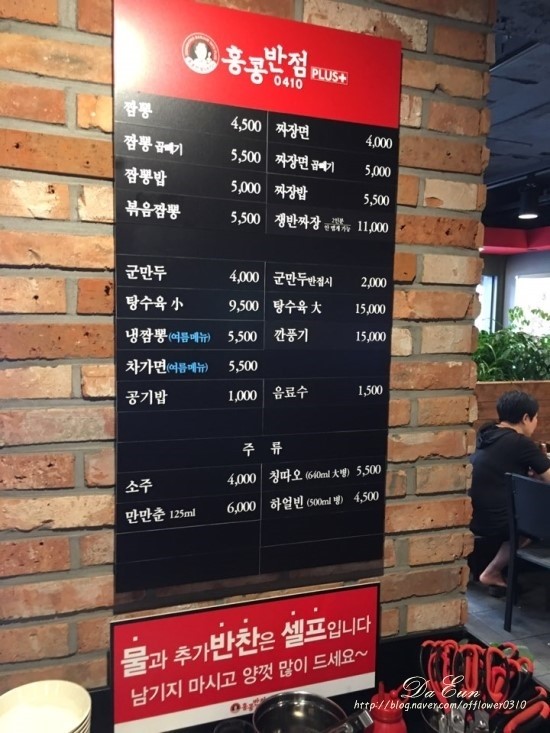 홍콩반점 PLUS+
0410
짬뽕 4,500 짜장면 4,000
짬뽕 곱빼기 5,500 짜장면 곱빼기 5,000
짬뽕밥 5,000 짜장밥 5,500
볶음짬뽕 5,500 쟁반짜장 2인분 11,000
군만두 4,000 군만두반접시 2,000
탕수육 小 9,500 탕수육 大 15,000
냉짬뽕(여름메뉴) 5,500 깐풍기 15,000
차가면(여름메뉴) 5,500
공기밥 1,000 음료수 1,500
주 류
소주 4,000 칭따오 (640ml 大병) 5,500
만만춘 125ml 6,000 하얼빈 (500ml 병) 4,500
물과 추가반찬은 셀프입니다
남기지 마시고 양껏 많이 드세요~
Da Eun
http://blog.naver.com/offlower0310